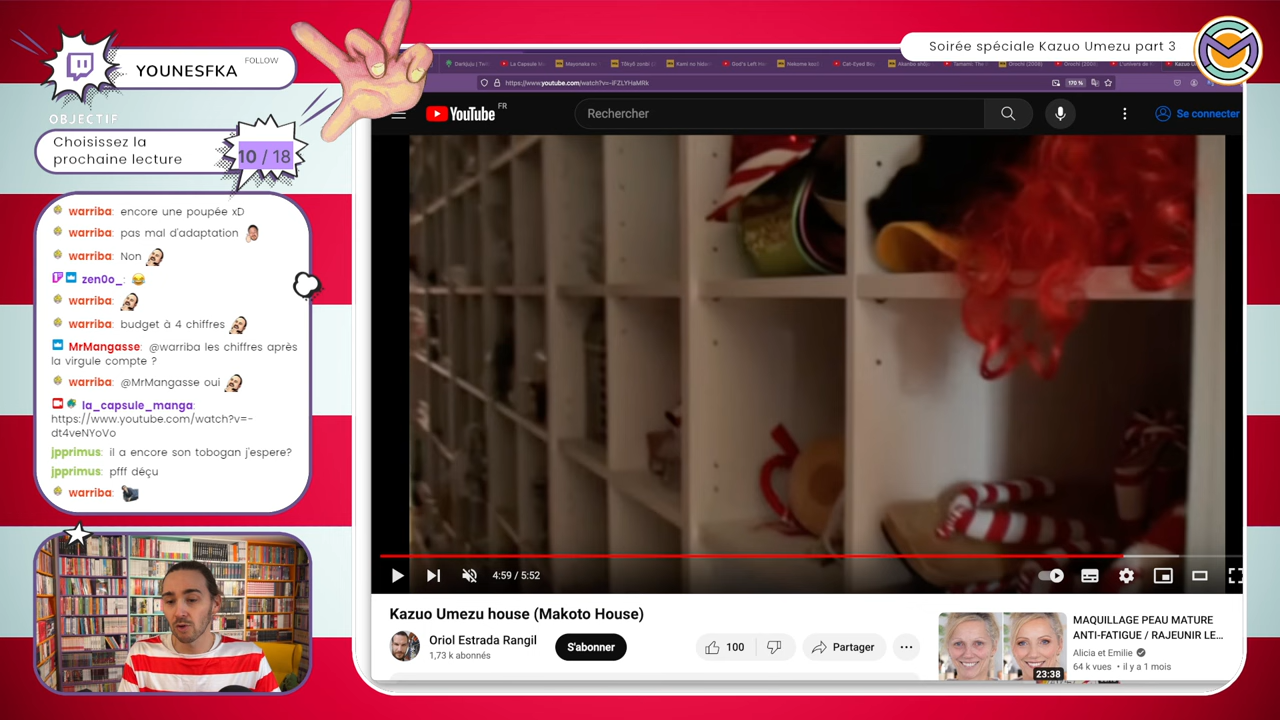 YOUNESFKA
FOLLOW
OBJECTIF
Choisissez la
prochaine lecture
10 / 18
warriba: encore une poupée xD
warriba: pas mal d'adaptation
warriba: Non
zen0o_:
warriba:
warriba: budget à 4 chiffres
MrMangasse: @warriba les chiffres après
la virgule compte ?
warriba: @MrMangasse oui
la_capsule_manga:
https://www.youtube.com/watch?v=-
dt4veNYoVo
jpprimus: il a encore son tobogan j'espere?
jpprimus: pfff déçu
warriba:
Soirée spéciale Kazuo Umezu part 3
170 %
YouTube
FR
Rechercher
Se connecter
4:59 / 5:52
Kazuo Umezu house (Makoto House)
Oriol Estrada Rangil
1,73 k abonnés
S'abonner
100
Partager
MAQUILLAGE PEAU MATURE
ANTI-FATIGUE / RAJEUNIR LE...
Alicia et Emilie
64 k vues • il y a 1 mois
23:38